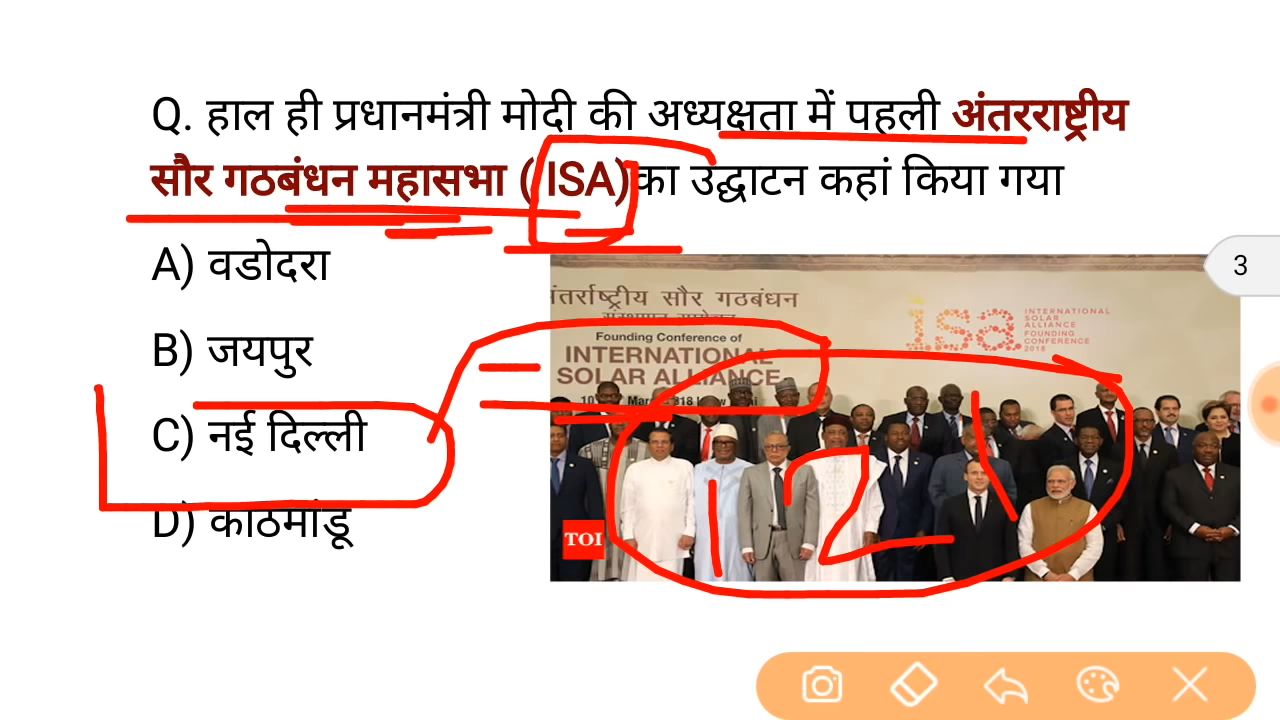 Q. हाल ही प्रधानमंत्री मोदी की अध्यक्षता में पहली अंतरराष्ट्रीय
सौर गठबंधन महासभा ( ISA) का उद्घाटन कहां किया गया
A) वडोदरा
B) जयपुर
C) नई दिल्ली
D) काठमांडू
3
अंतर्राष्ट्रीय सौर गठबंधन
isa
INTERNATIONAL
SOLAR
ALLIANCE
FOUNDING
CONFERENCE
2018
Founding Conference of
INTERNATIONAL
SOLAR ALLIANCE
121
TOI